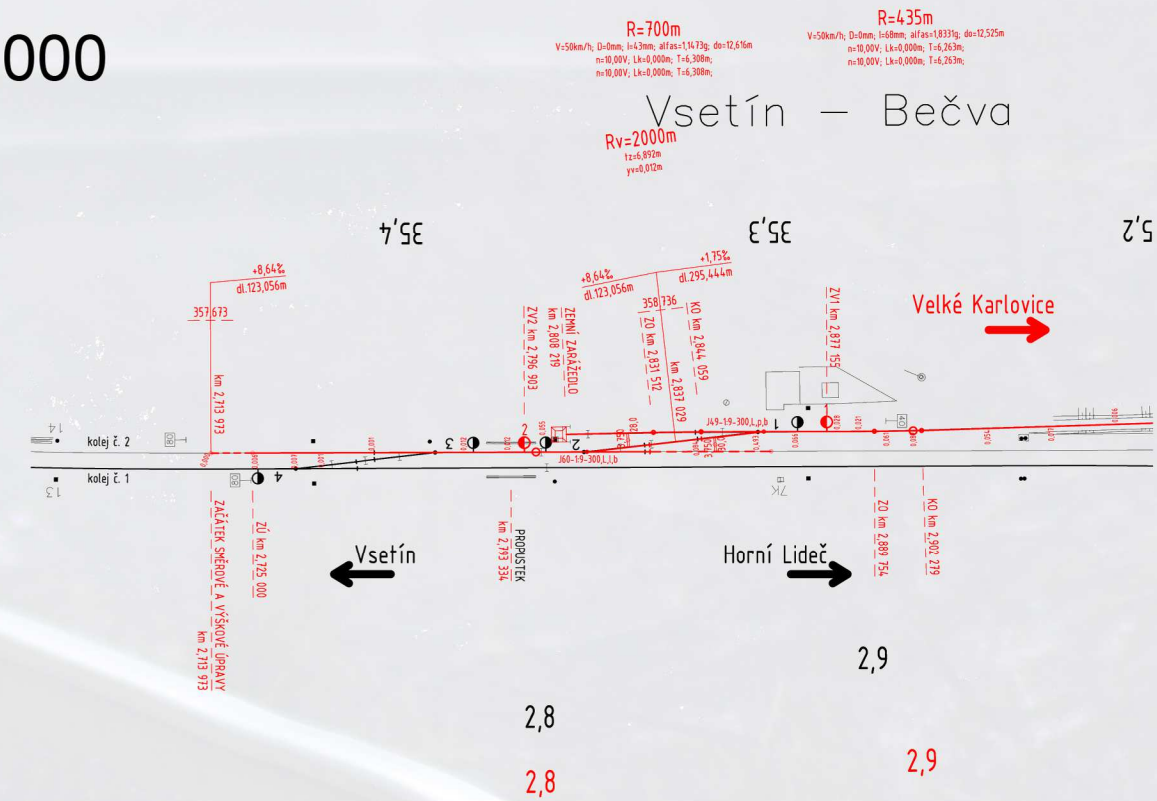 000
R=700m
V=50km/h; D=0mm; I=43mm; alfas=1,1473g; do=12,616m
n=10,00V; Lk=0,000m; T=6,308m;
n=10,00V; Lk=0,000m; T=6,308m;
R=435m
V=50km/h; D=0mm; I=68mm; alfas=1,8331g; do=12,525m
n=10,00V; Lk=0,000m; T=6,263m;
n=10,00V; Lk=0,000m; T=6,263m;
Vsetín – Bečva
Rv=2000m
tz=6,892m
yv=0,012m
35,4
35,3
5,2
+8,64‰
dl.123,056m
357,673
km 2,713 973
+8,64‰
dl.123,056m
+1,75‰
dl.295,444m
358,736
ZV2 km 2,796 903
ZEMNÍ ZARÁŽEDLO
km 2,808 219
ZO km 2,831 512
KO km 2,844 059
km 2,837 029
ZV1 km 2,877 155
Velké Karlovice
14
kolej č. 2
3
2
2
1
1
J49-1:9-300,L,p,b
J60-1:9-300,L,l,b
kolej č. 1
13
4
7K
ZAČÁTEK SMĚROVÉ A VÝŠKOVÉ ÚPRAVY
km 2,713 973
ZÚ km 2,725 000
Vsetín
PROPUSTEK
km 2,793 334
Horní Lideč
ZO km 2,889 754
KO km 2,902 279
2,9
2,8
2,9
2,8